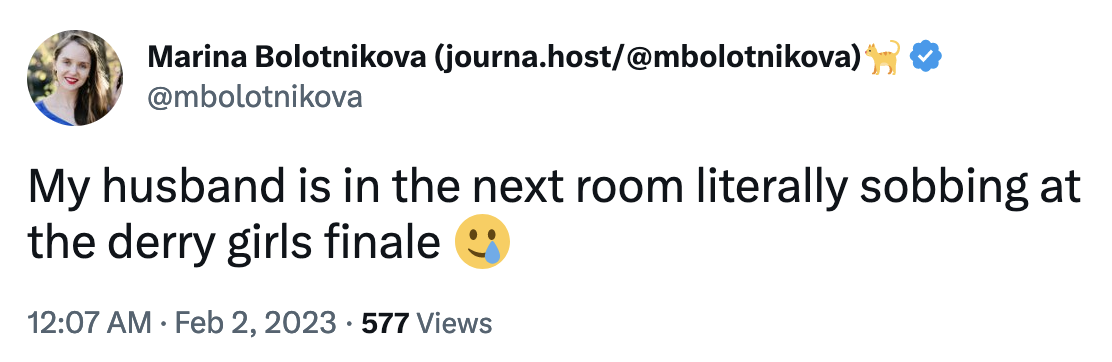 Marina Bolotnikova (journa.host/@mbolotnikova)🐈
@mbolotnikova
My husband is in the next room literally sobbing at
the derry girls finale 🥲
12:07 AM · Feb 2, 2023 · 577 Views